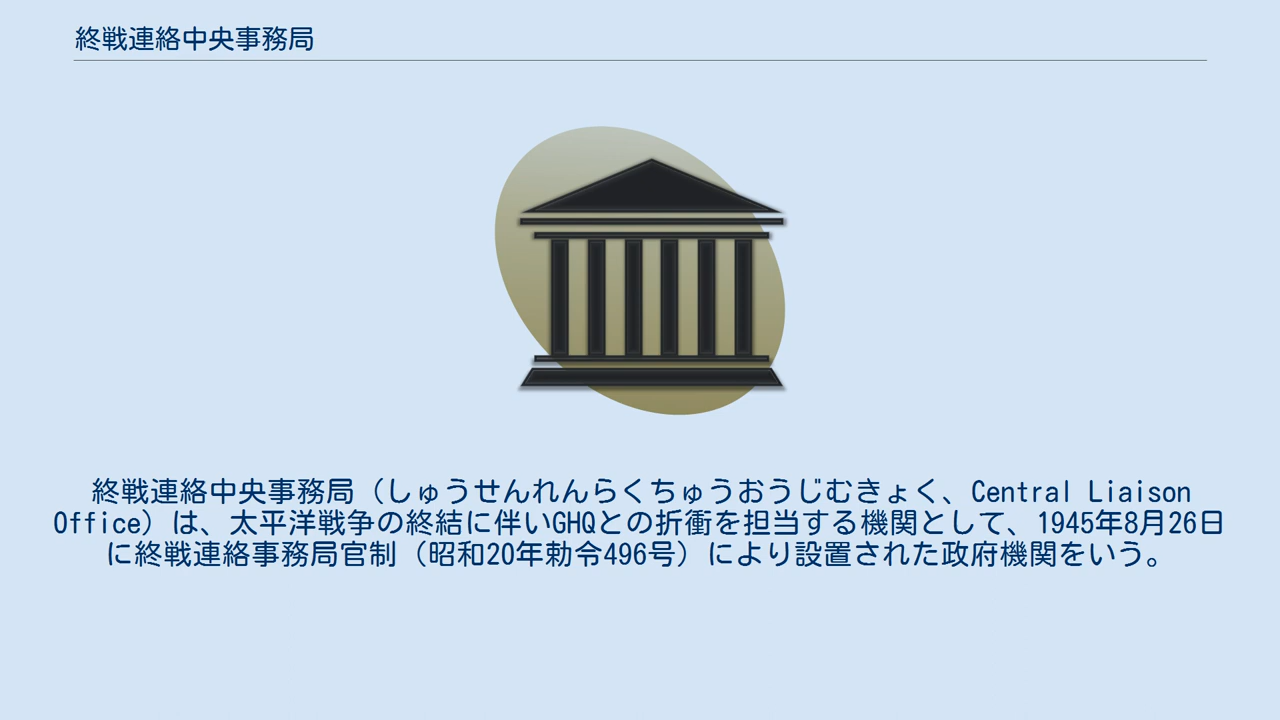 終戦連絡中央事務局
終戦連絡中央事務局（しゅうせんれんらくちゅうおうじむきょく、Central Liaison
Office）は、太平洋戦争の終結に伴いGHQとの折衝を担当する機関として、1945年8月26日
に終戦連絡事務局官制（昭和20年勅令496号）により設置された政府機関をいう。